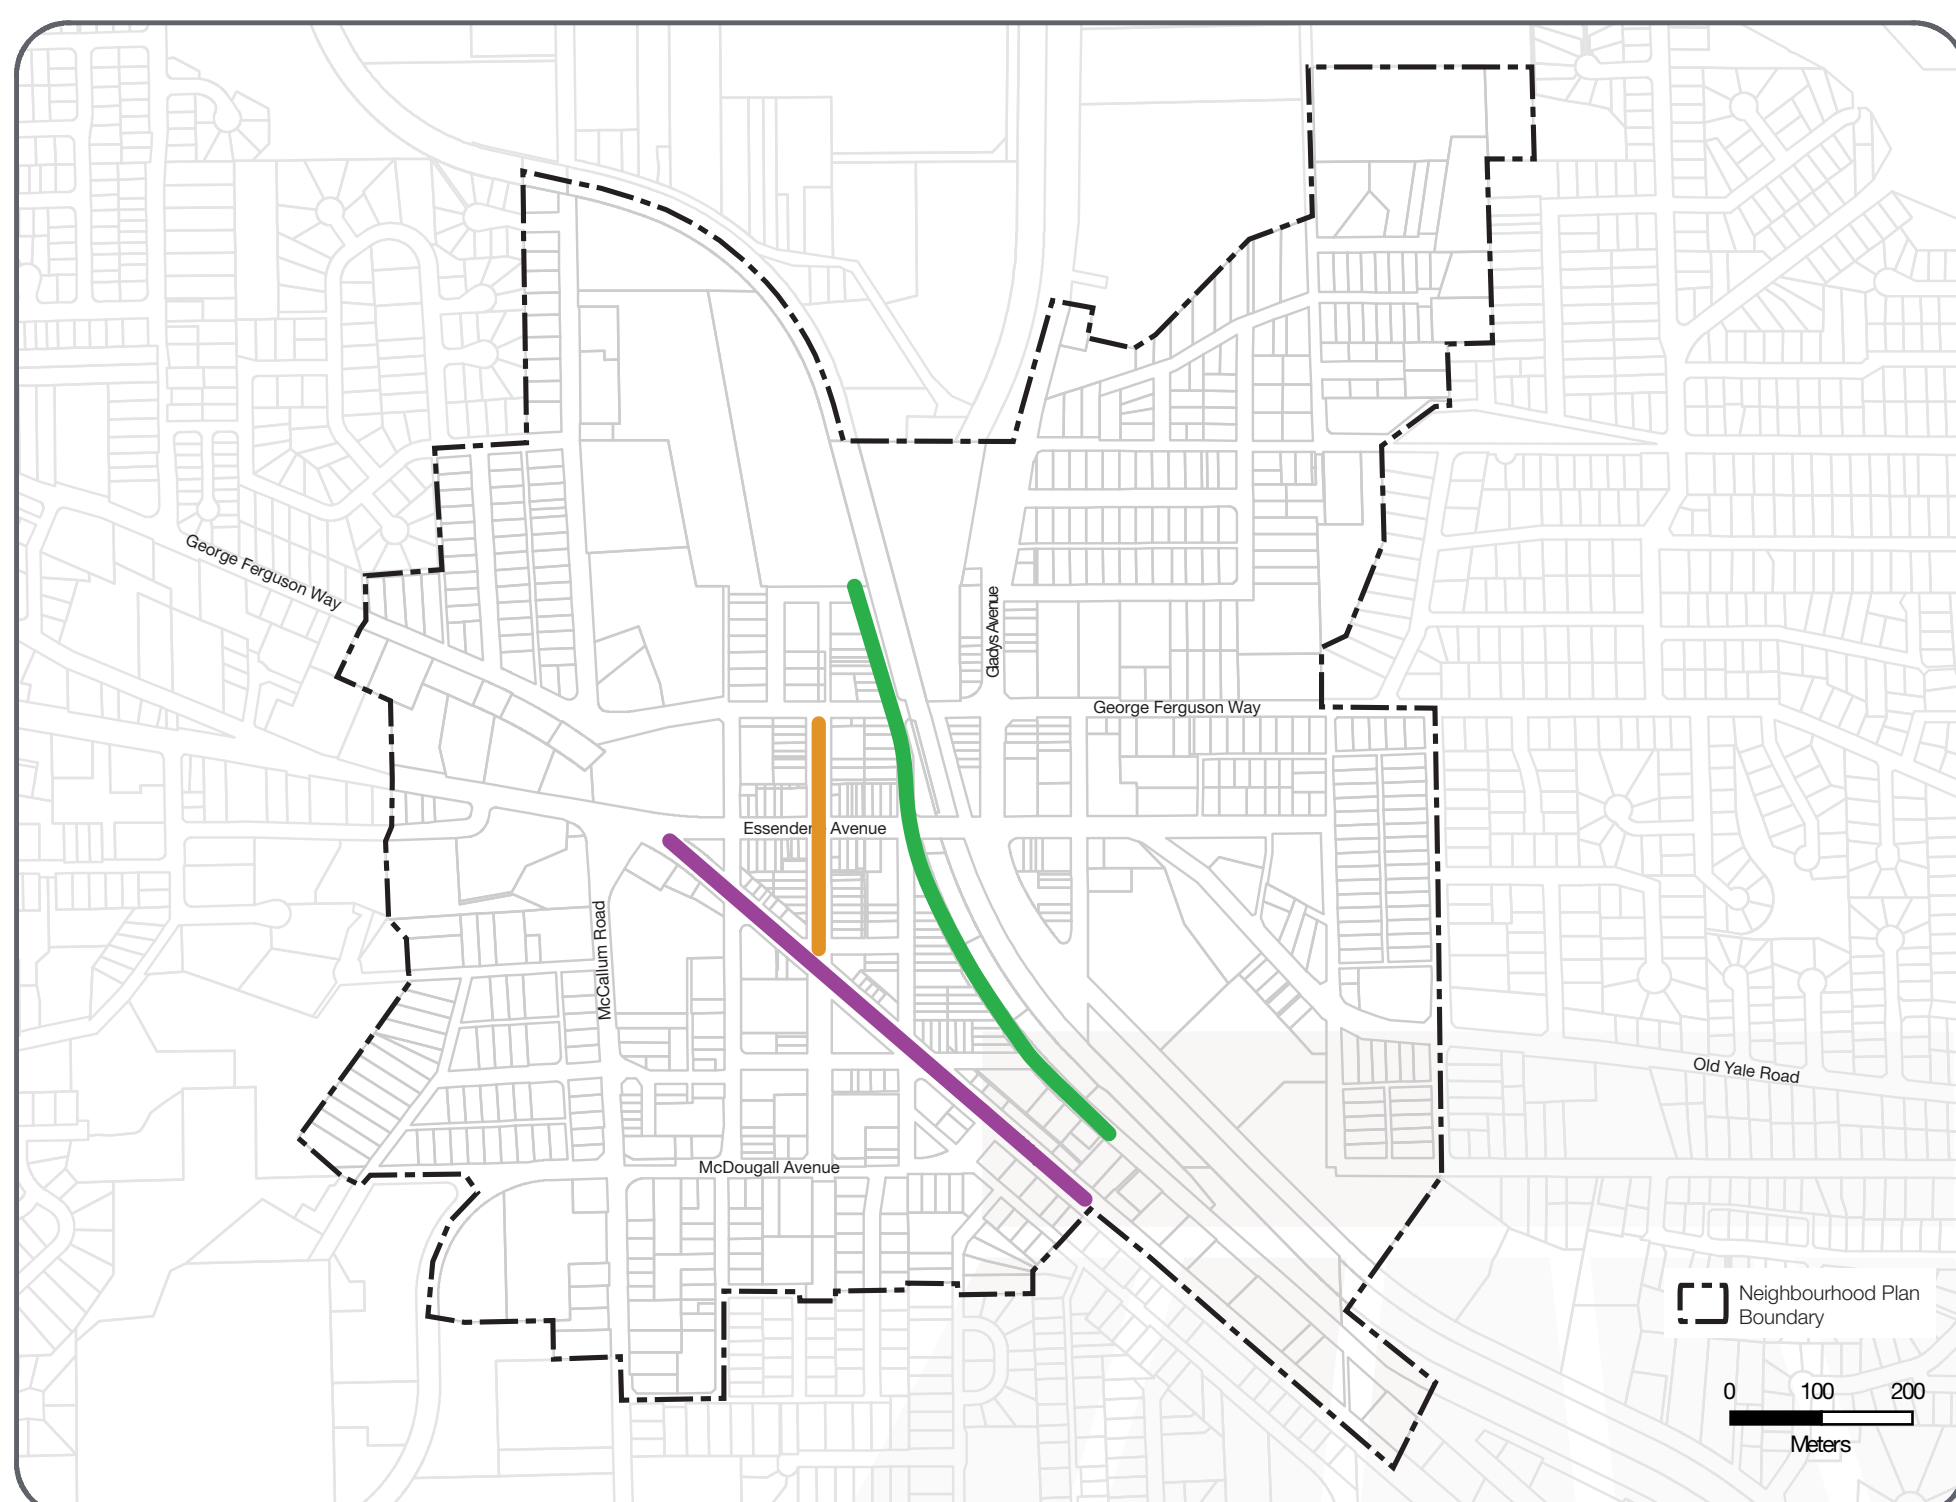 George Ferguson Way
Gladys Avenue
George Ferguson Way
Essenden Avenue
McCallum Road
Old Yale Road
McDougall Avenue
Neighbourhood Plan
Boundary
0 100 200
Meters